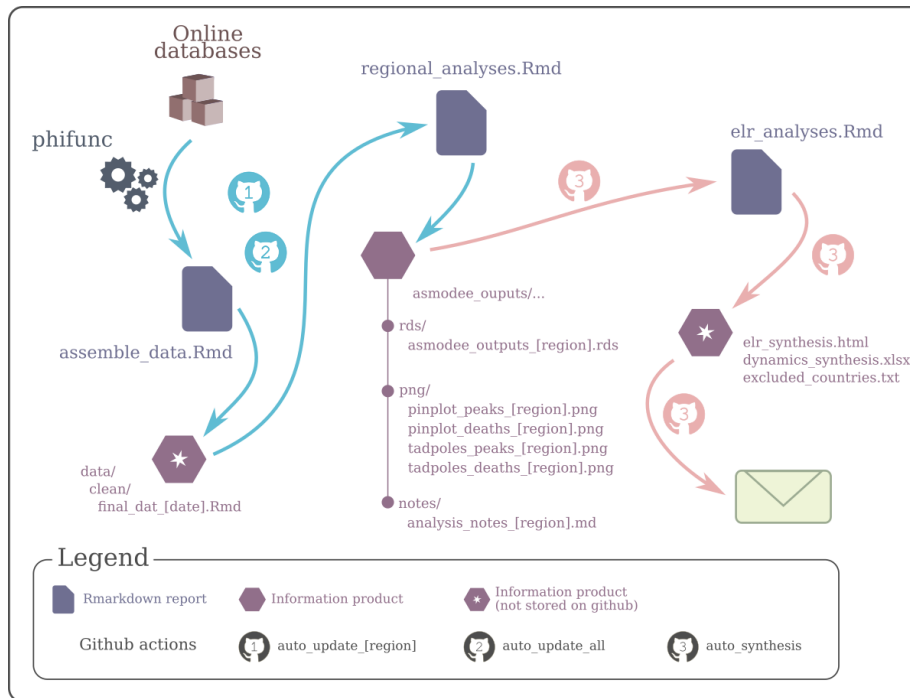 Online
databases
phifunc
1
2
assemble_data.Rmd
data/
clean/
final_dat_[date].Rmd
regional_analyses.Rmd
asmodee_ouputs/...
rds/
asmodee_outputs_[region].rds
png/
pinplot_peaks_[region].png
pinplot_deaths_[region].png
tadpoles_peaks_[region].png
tadpoles_deaths_[region].png
notes/
analysis_notes_[region].md
3
elr_analyses.Rmd
3
elr_synthesis.html
dynamics_synthesis.xlsx
excluded_countries.txt
3
Legend
Rmarkdown report
Information product
Information product
(not stored on github)
Github actions
1 auto_update_[region]
2 auto_update_all
3 auto_synthesis